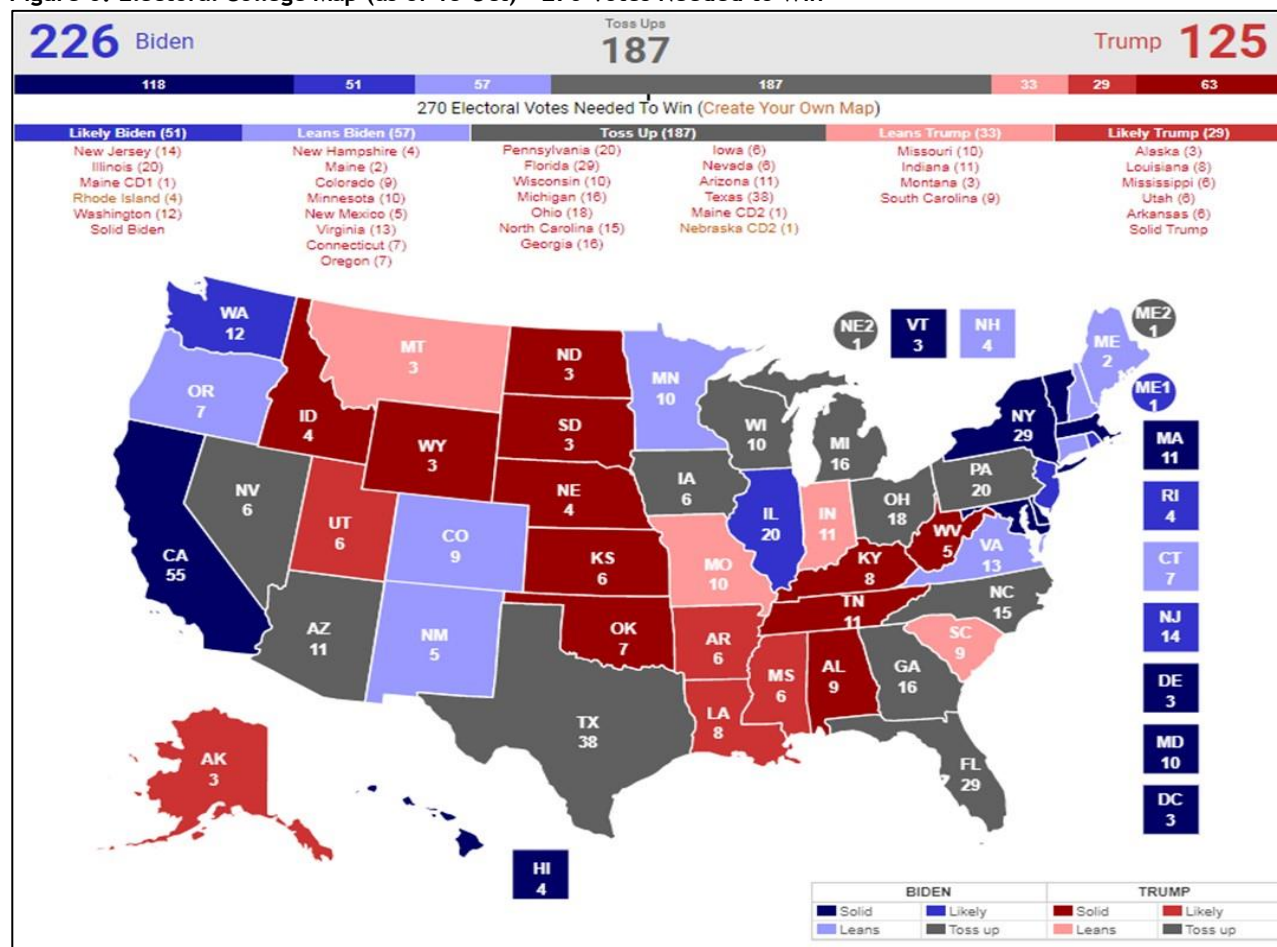 226 Biden
Toss Ups
187
Trump 125
118 51 57 187 33 29 63
270 Electoral Votes Needed To Win (Create Your Own Map)
Likely Biden (51)
New Jersey (14)
Illinois (20)
Maine CD1 (1)
Rhode Island (4)
Washington (12)
Solid Biden
Leans Biden (57)
New Hampshire (4)
Maine (2)
Colorado (9)
Minnesota (10)
New Mexico (5)
Virginia (13)
Connecticut (7)
Oregon (7)
Toss Up (187)
Pennsylvania (20)
Florida (29)
Wisconsin (10)
Michigan (16)
Ohio (18)
North Carolina (15)
Georgia (16)
Iowa (6)
Nevada (6)
Arizona (11)
Texas (38)
Maine CD2 (1)
Nebraska CD2 (1)
Leans Trump (33)
Missouri (10)
Indiana (11)
Montana (3)
South Carolina (9)
Likely Trump (29)
Alaska (3)
Louisiana (8)
Mississippi (6)
Utah (6)
Arkansas (6)
Solid Trump
WA
12
OR
7
CA
55
NV
6
ID
4
MT
3
WY
3
UT
6
CO
9
AZ
11
NM
5
ND
3
SD
3
NE
4
KS
6
OK
7
TX
38
MN
10
IA
6
MO
10
AR
6
LA
8
WI
10
IL
20
MI
16
IN
11
OH
18
KY
8
TN
11
MS
6
AL
9
GA
16
FL
29
SC
9
NC
15
VA
13
WV
5
PA
20
NY
29
NE2
1
VT
3
NH
4
ME
2
ME2
1
ME1
1
MA
11
RI
4
CT
7
NJ
14
DE
3
MD
10
DC
3
AK
3
HI
4
BIDEN TRUMP
Solid Likely Solid Likely
Leans Toss up Leans Toss up